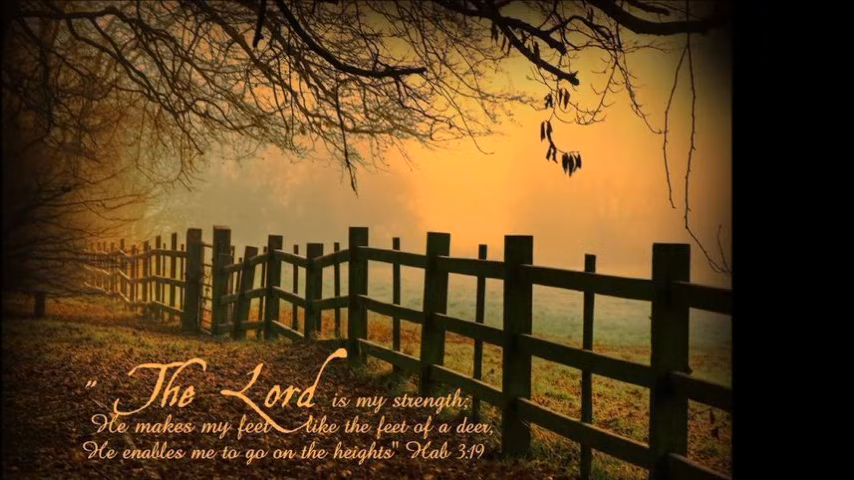 " The Lord is my strength;
He makes my feet like the feet of a deer,
He enables me to go on the heights" Hab 3:19